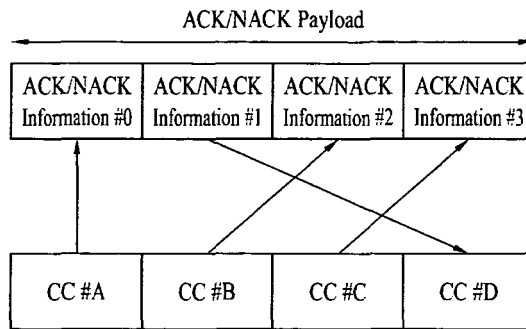 ACK/NACK Payload
ACK/NACK
Information #0
ACK/NACK
Information #1
ACK/NACK
Information #2
ACK/NACK
Information #3
CC #A
CC #B
CC #C
CC #D